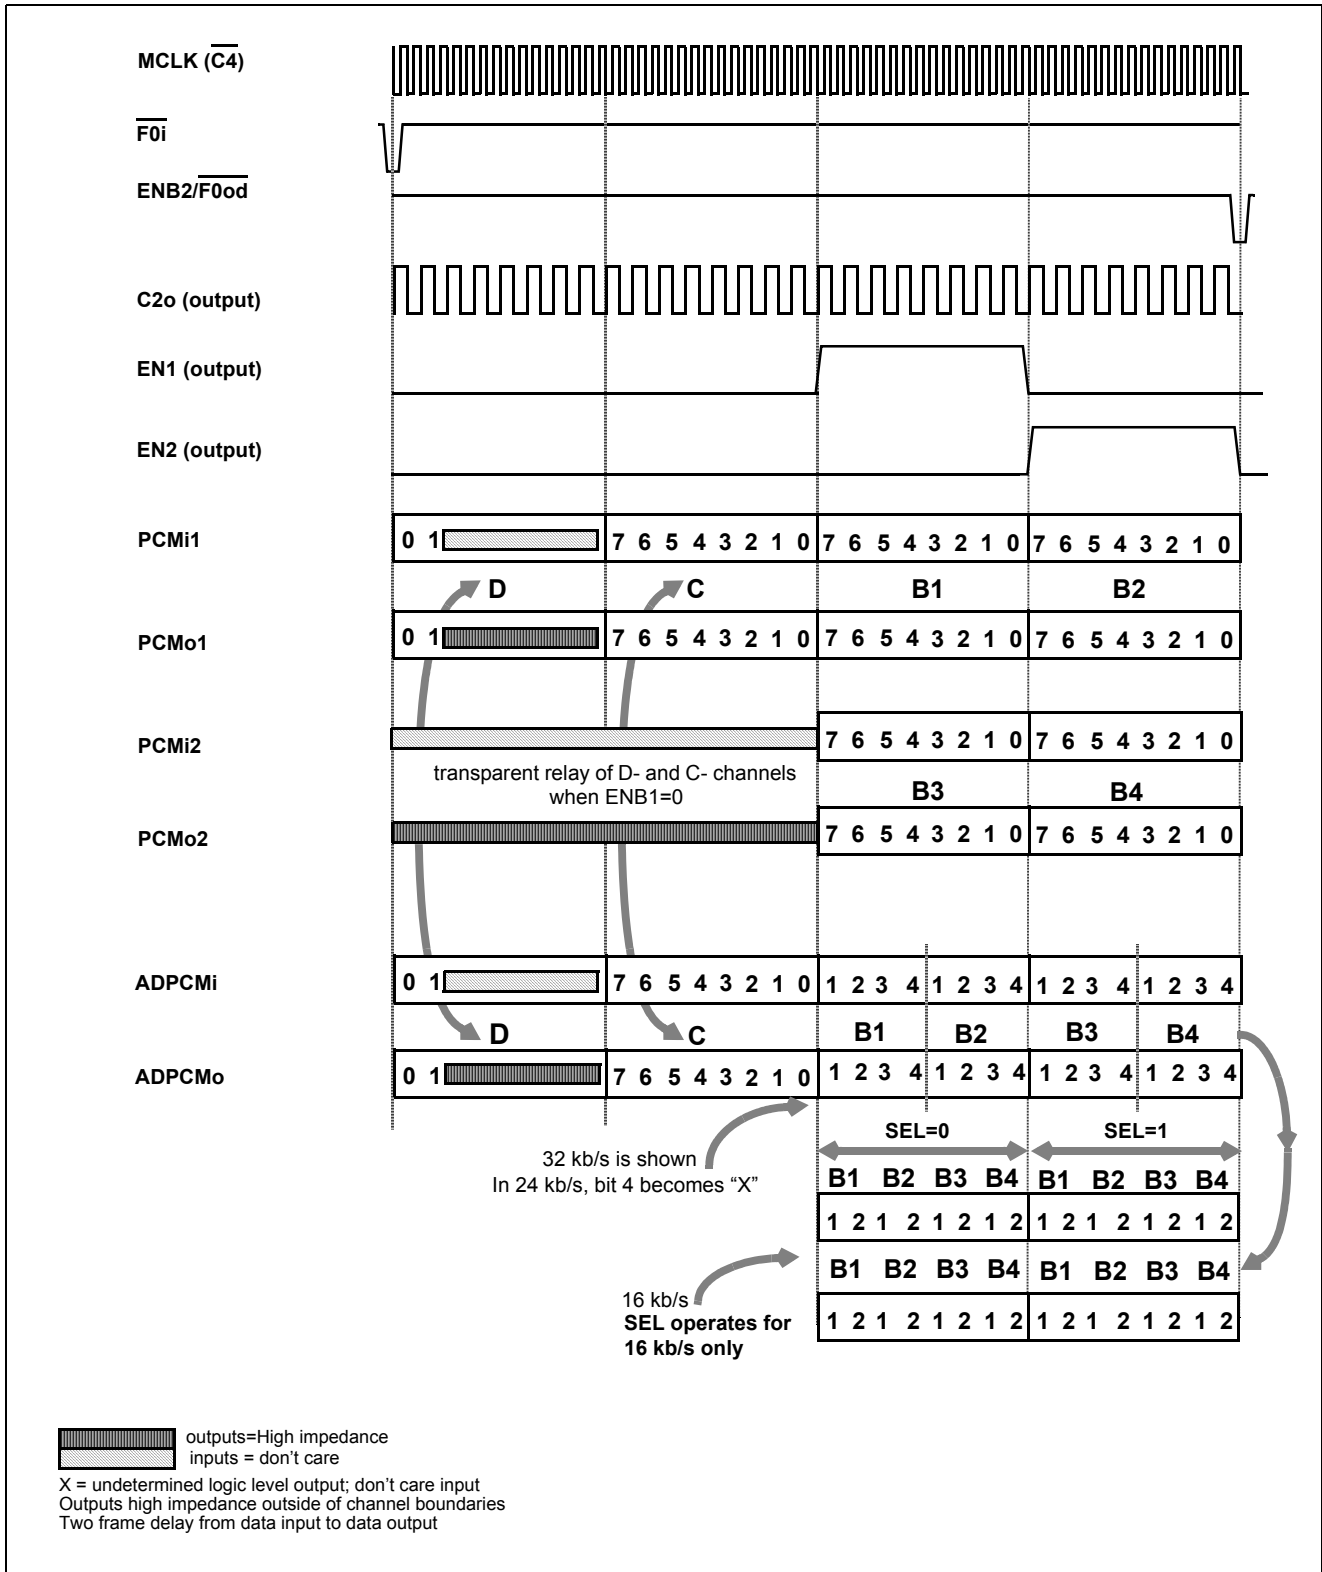 MCLK (C4)
F0i
ENB2/F0od
C2o (output)
EN1 (output)
EN2 (output)
PCMi1
0 1 7 6 5 4 3 2 1 0 7 6 5 4 3 2 1 0 7 6 5 4 3 2 1 0
D C B1 B2
PCMo1
0 1 7 6 5 4 3 2 1 0 7 6 5 4 3 2 1 0 7 6 5 4 3 2 1 0
PCMi2
7 6 5 4 3 2 1 0 7 6 5 4 3 2 1 0
transparent relay of D- and C- channels
when ENB1=0
B3 B4
PCMo2
7 6 5 4 3 2 1 0 7 6 5 4 3 2 1 0
ADPCMi
0 1 7 6 5 4 3 2 1 0 1 2 3 4 1 2 3 4 1 2 3 4 1 2 3 4
D C B1 B2 B3 B4
ADPCMo
0 1 7 6 5 4 3 2 1 0 1 2 3 4 1 2 3 4 1 2 3 4 1 2 3 4
SEL=0 SEL=1
32 kb/s is shown
In 24 kb/s, bit 4 becomes “X”
B1 B2 B3 B4 B1 B2 B3 B4
1 2 1 2 1 2 1 2 1 2 1 2 1 2 1 2
B1 B2 B3 B4 B1 B2 B3 B4
16 kb/s
SEL operates for
16 kb/s only
1 2 1 2 1 2 1 2 1 2 1 2 1 2 1 2
outputs=High impedance
inputs = don't care
X = undetermined logic level output; don't care input
Outputs high impedance outside of channel boundaries
Two frame delay from data input to data output